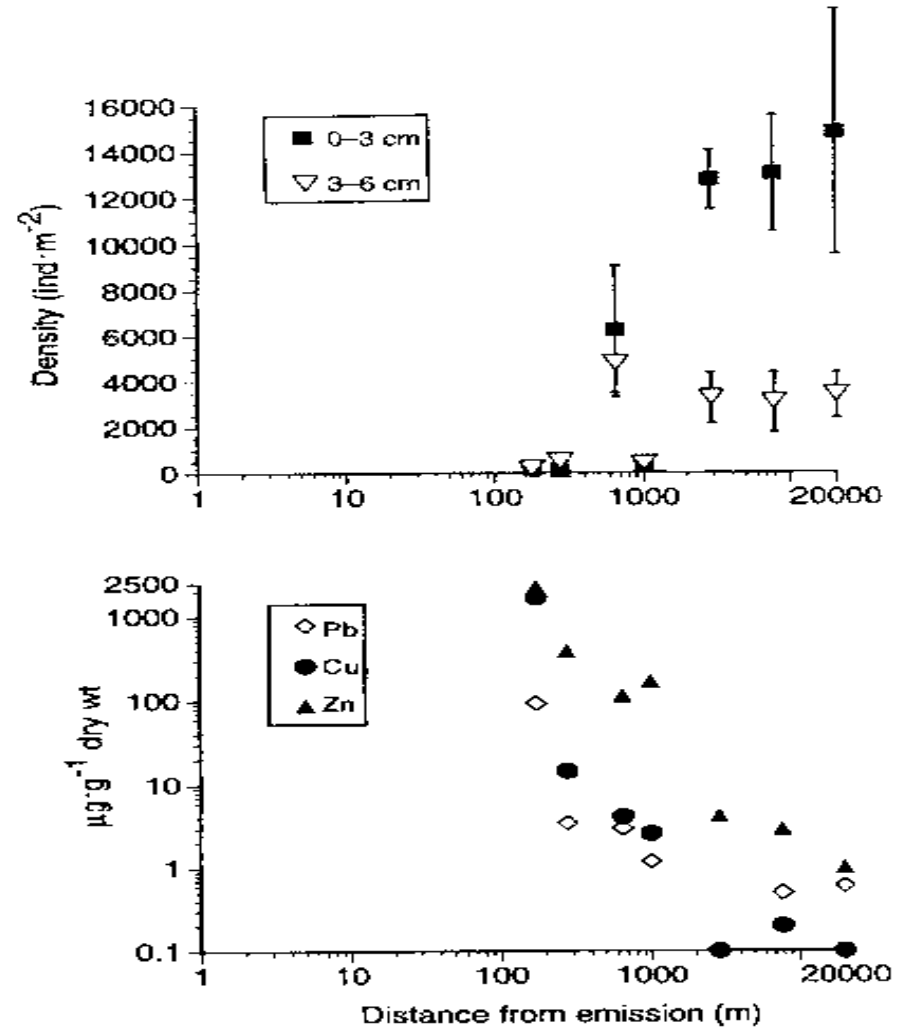 16000
14000
12000
10000
8000
6000
4000
2000
0
Density (ind·m⁻²)
0–3 cm
3–6 cm
1 10 100 1000 20000
2500
1000
100
10
1
0.1
µg·g⁻¹ dry wt
Pb
Cu
Zn
1 10 100 1000 20000
Distance from emission (m)